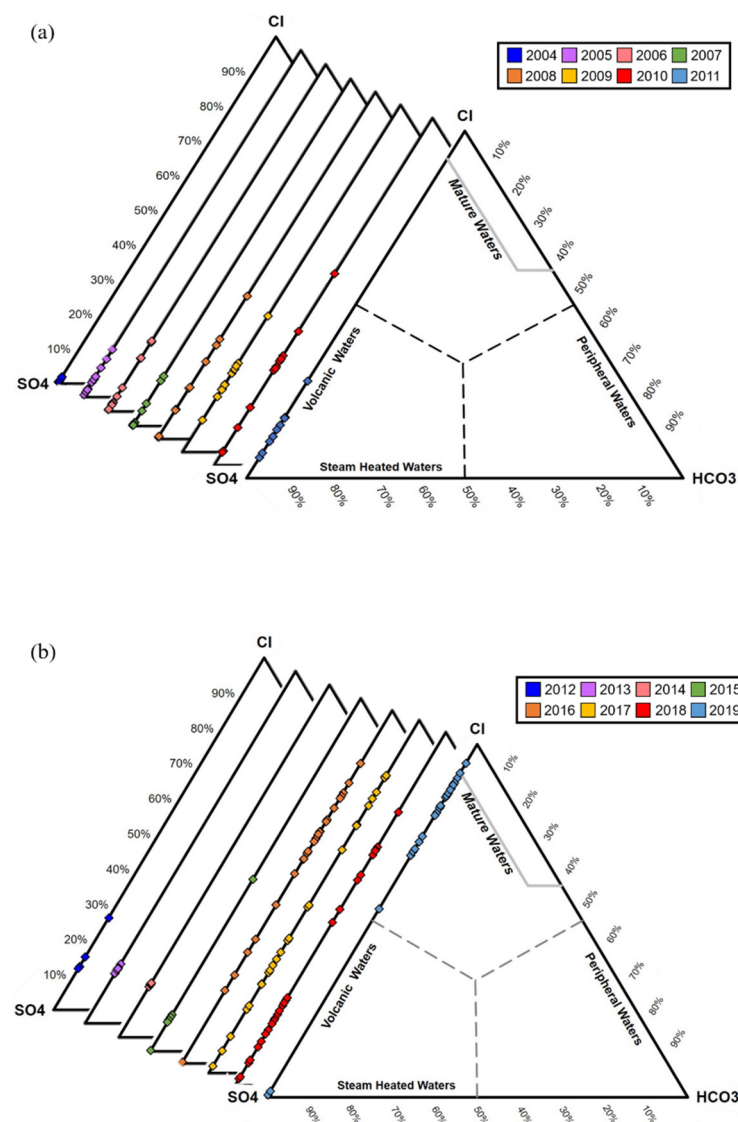 (a)
Cl
2004 2005 2006 2007
2008 2009 2010 2011
90%
80%
70%
60%
50%
40%
30%
20%
10%
SO4
Cl
10%
20%
30%
40%
50%
60%
70%
80%
90%
Mature Waters
Volcanic Waters
Peripheral Waters
Steam Heated Waters
SO4
HCO3
90% 80% 70% 60% 50% 40% 30% 20% 10%
(b)
Cl
2012 2013 2014 2015
2016 2017 2018 2019
90%
80%
70%
60%
50%
40%
30%
20%
10%
SO4
Cl
10%
20%
30%
40%
50%
60%
70%
80%
90%
Mature Waters
Volcanic Waters
Peripheral Waters
Steam Heated Waters
SO4
HCO3
90% 80% 70% 60% 50% 40% 30% 20% 10%